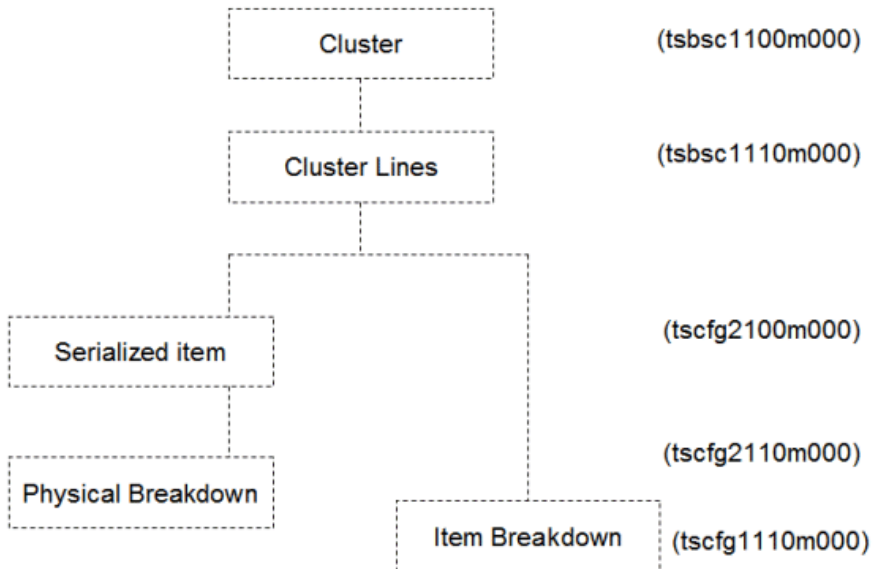 Cluster
(tsbsc1100m000)
Cluster Lines
(tsbsc1110m000)
Serialized item
(tscfg2100m000)
Physical Breakdown
(tscfg2110m000)
Item Breakdown
(tscfg1110m000)